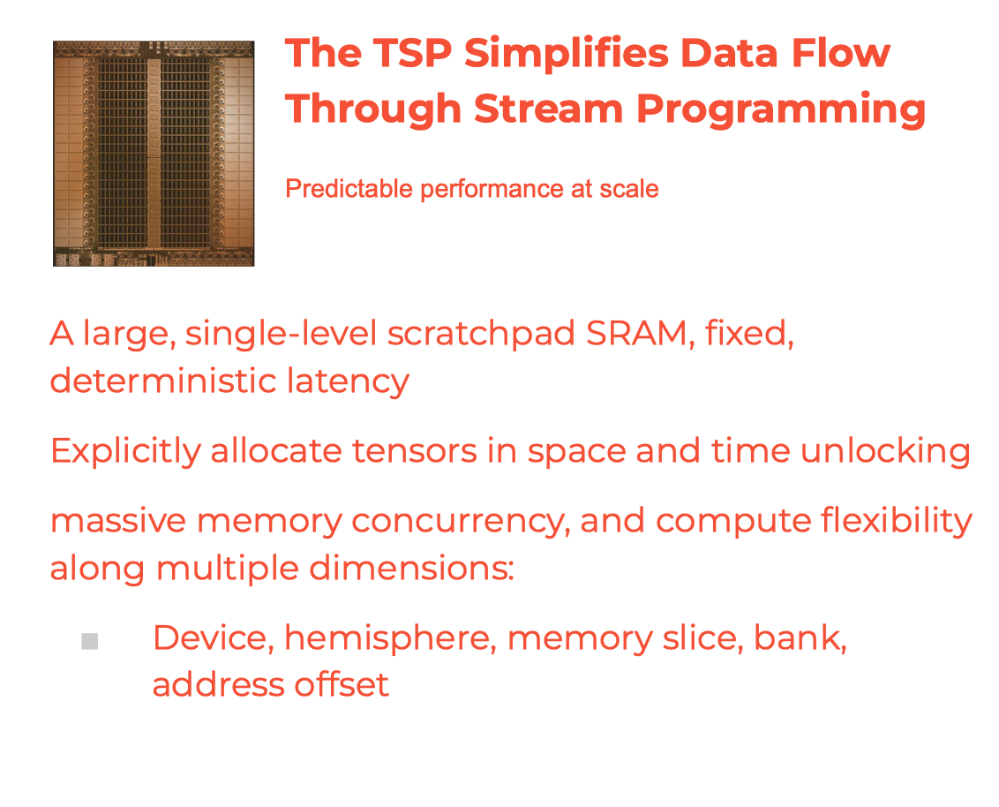 The TSP Simplifies Data Flow
Through Stream Programming
Predictable performance at scale
A large, single-level scratchpad SRAM, fixed,
deterministic latency
Explicitly allocate tensors in space and time unlocking
massive memory concurrency, and compute flexibility
along multiple dimensions:
Device, hemisphere, memory slice, bank,
address offset